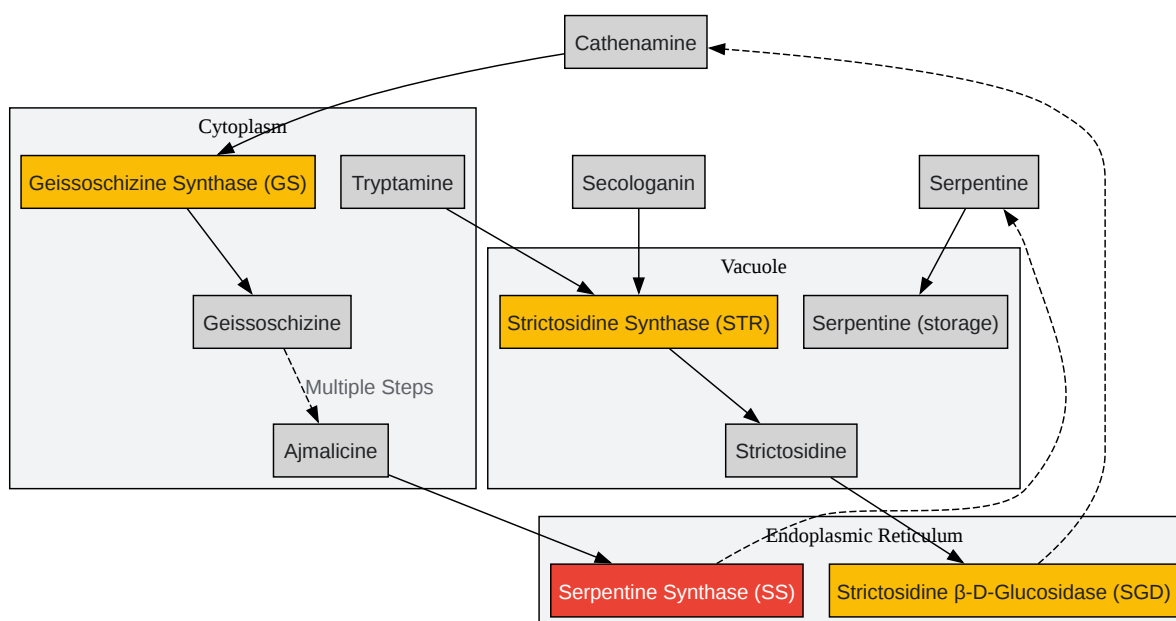 Cathenamine
Cytoplasm
Geissoschizine Synthase (GS)
Tryptamine
Secologanin
Serpentine
Vacuole
Geissoschizine
Strictosidine Synthase (STR)
Serpentine (storage)
Multiple Steps
Ajmalicine
Strictosidine
Endoplasmic Reticulum
Serpentine Synthase (SS)
Strictosidine β-D-Glucosidase (SGD)